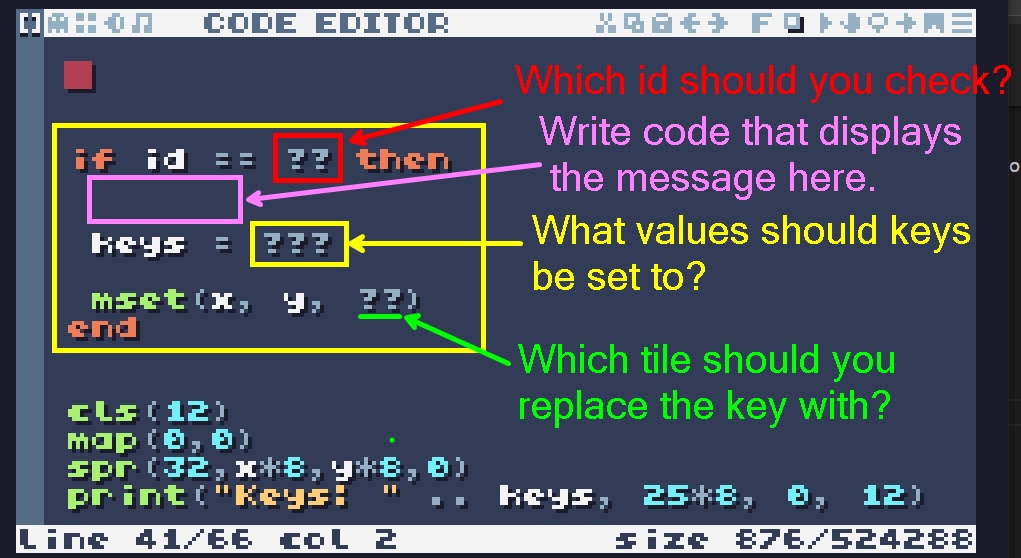 CODE EDITOR
Which id should you check?
Write code that displays
the message here.
if id == ?? then
What values should keys
be set to?
keys = ???
mset(x, y, ??)
end
Which tile should you
replace the key with?
cls(12)
map(0,0)
spr(32,x*8,y*8,0)
print("Keys: " .. keys, 25*8, 0, 12)
line 41/66 col 2 size 876/524288